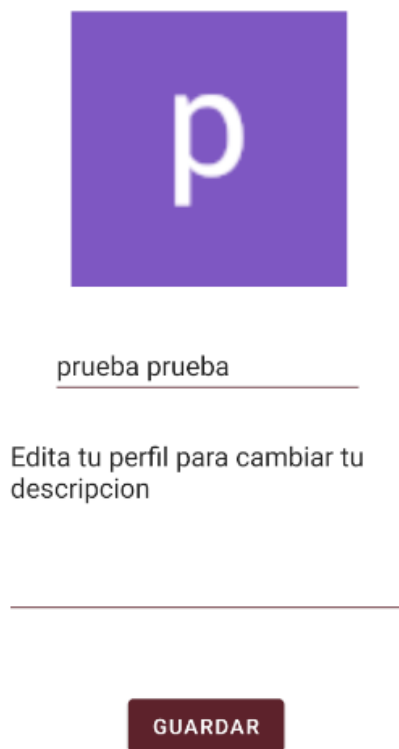 p
prueba prueba
Edita tu perfil para cambiar tu
descripcion
GUARDAR